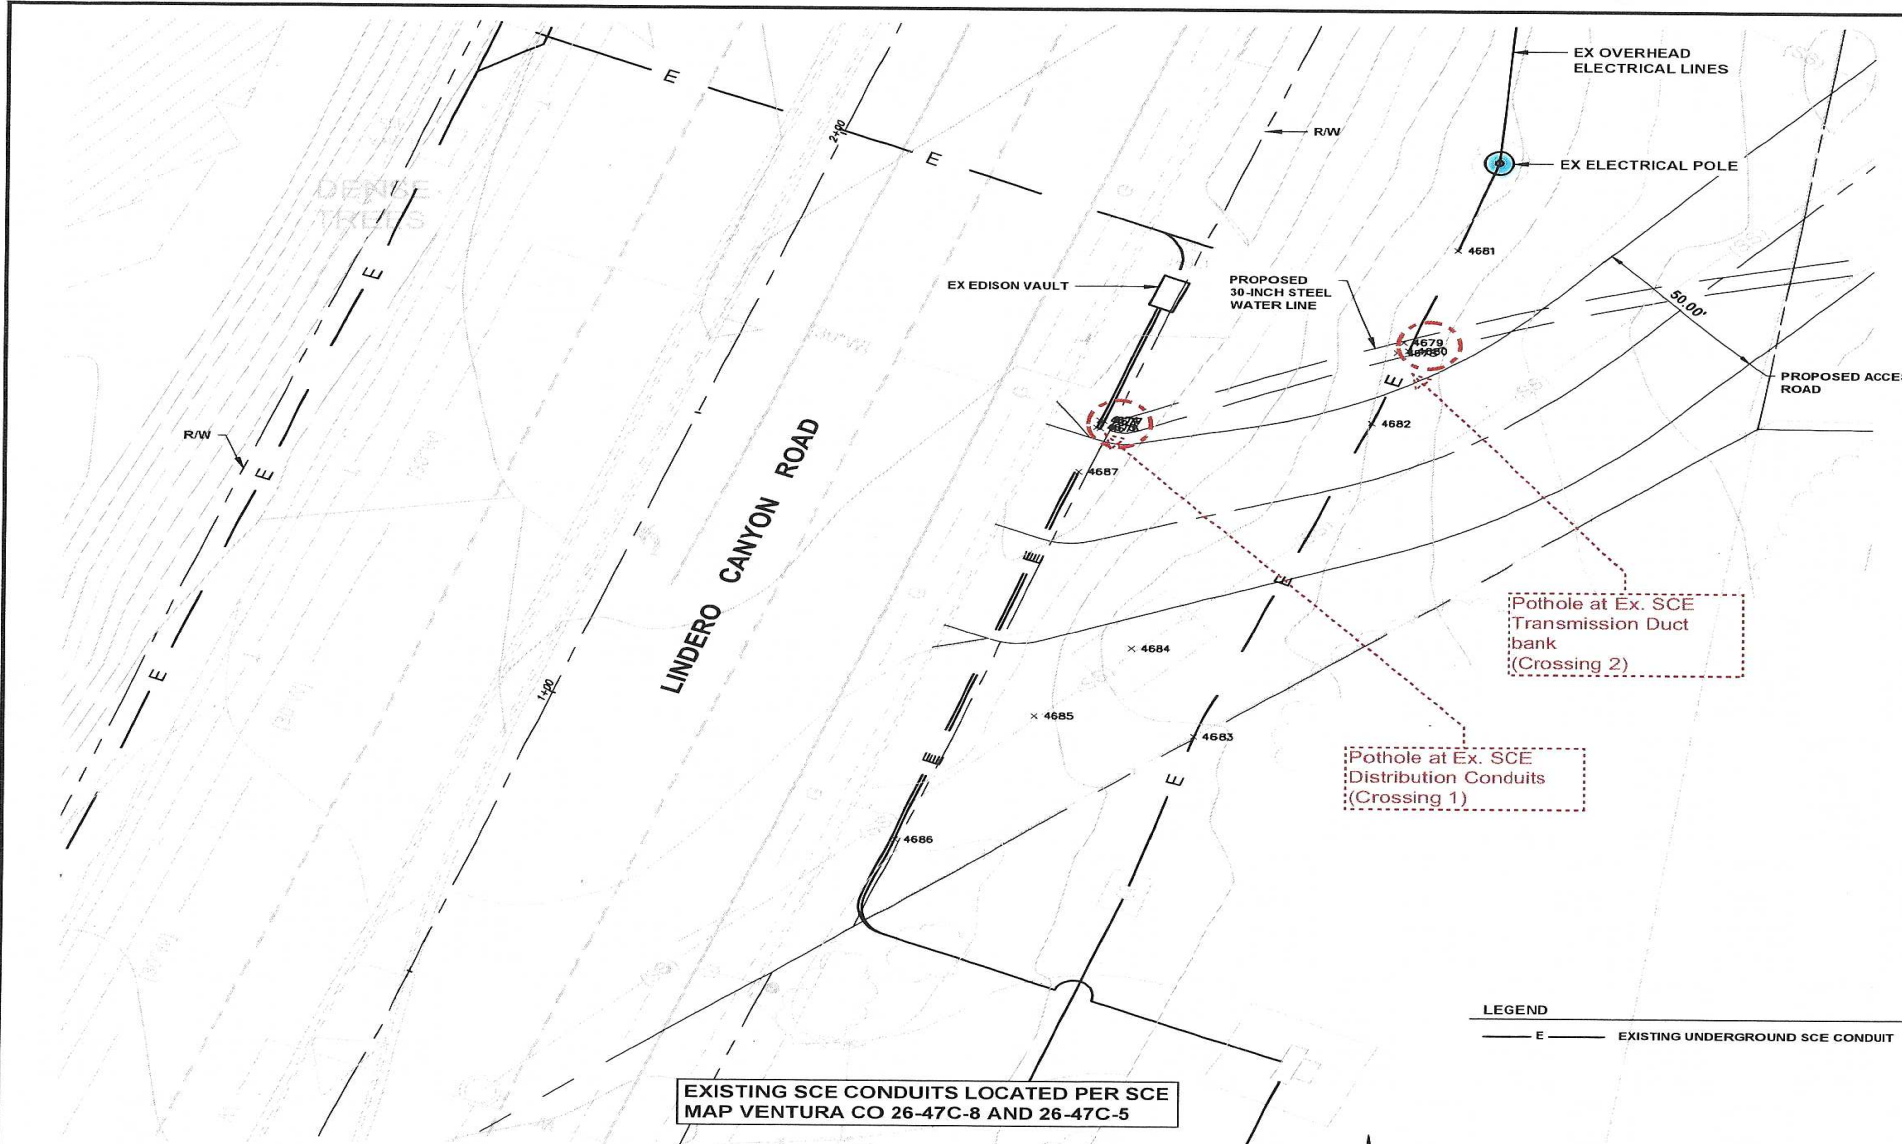 EX OVERHEAD
ELECTRICAL LINES
E
2+00
E
R/W
EX ELECTRICAL POLE
DENSE
TREES
4681
E
EX EDISON VAULT
PROPOSED
30-INCH STEEL
WATER LINE
50.00'
4679
4680
E
PROPOSED ACCE
ROAD
4682
R/W
E
4687
LINDERO CANYON ROAD
E
E
Pothole at Ex. SCE
Transmission Duct
bank
(Crossing 2)
4684
E
1+00
4685
4683
E
E
Pothole at Ex. SCE
Distribution Conduits
(Crossing 1)
4686
LEGEND
E EXISTING UNDERGROUND SCE CONDUIT
EXISTING SCE CONDUITS LOCATED PER SCE
MAP VENTURA CO 26-47C-8 AND 26-47C-5